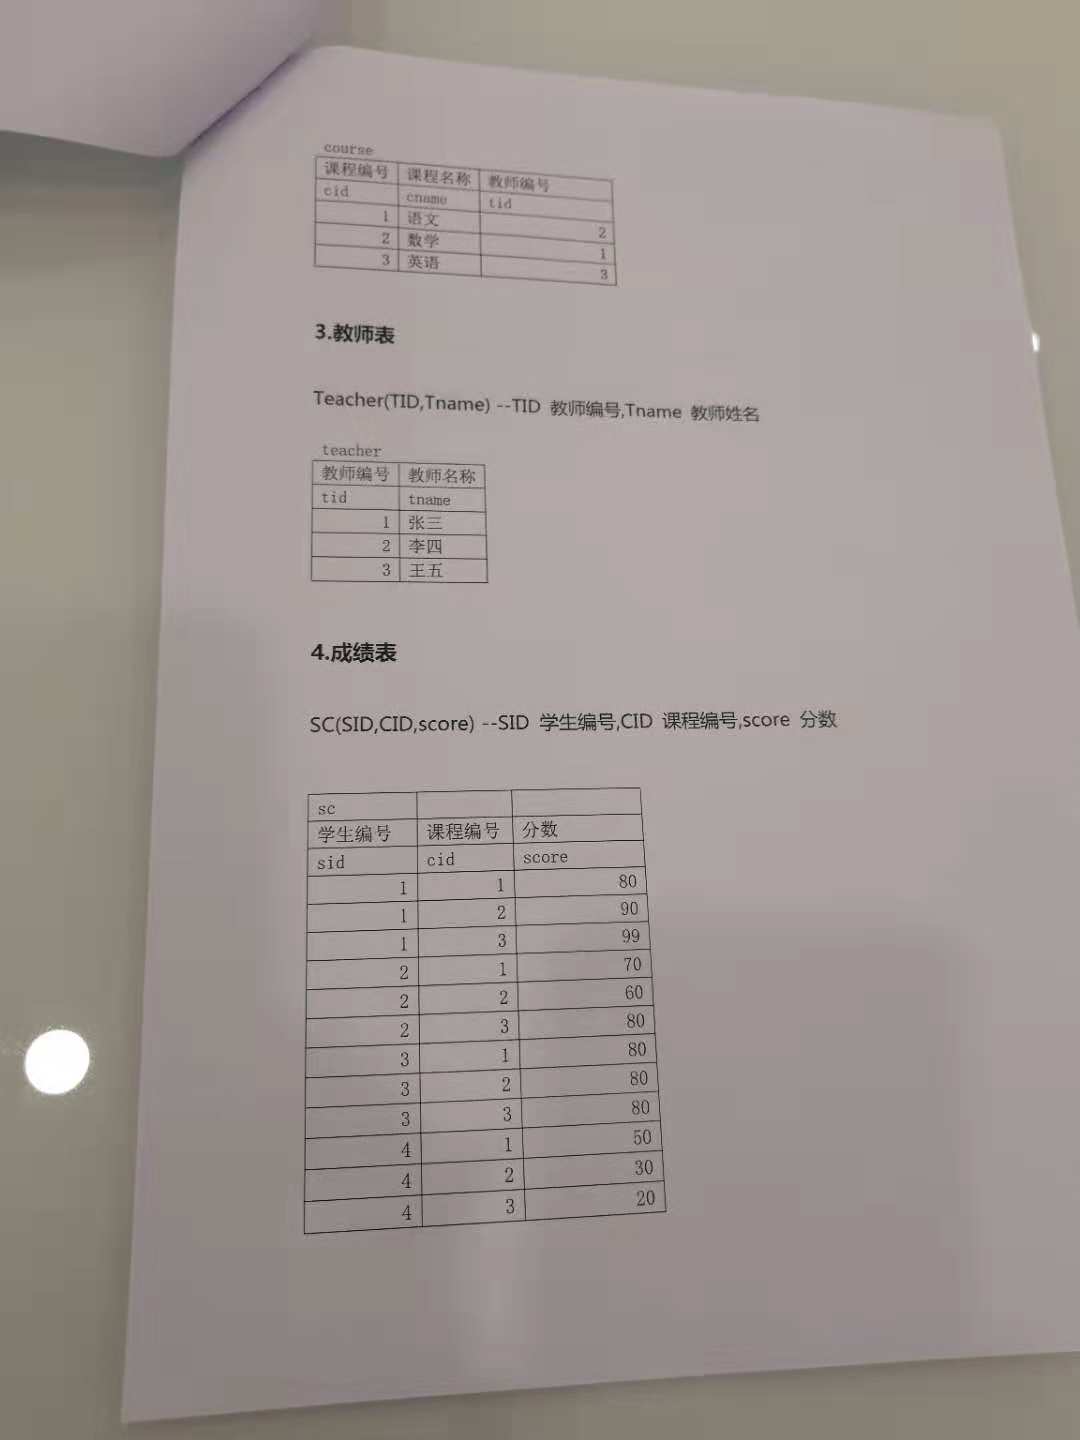 course
课程编号 课程名称 教师编号
cid cname tid
1 语文 2
2 数学 1
3 英语 3
3.教师表
Teacher(TID,Tname) --TID 教师编号,Tname 教师姓名
teacher
教师编号 教师名称
tid tname
1 张三
2 李四
3 王五
4.成绩表
SC(SID,CID,score) --SID 学生编号,CID 课程编号,score 分数
sc
学生编号 课程编号 分数
sid cid score
1 1 80
1 2 90
1 3 99
2 1 70
2 2 60
2 3 80
3 1 80
3 2 80
3 3 80
4 1 50
4 2 30
4 3 20